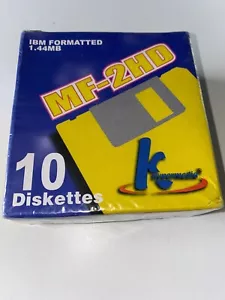 IBM FORMATTED
1.44MB
MF-2HD
10
Diskettes